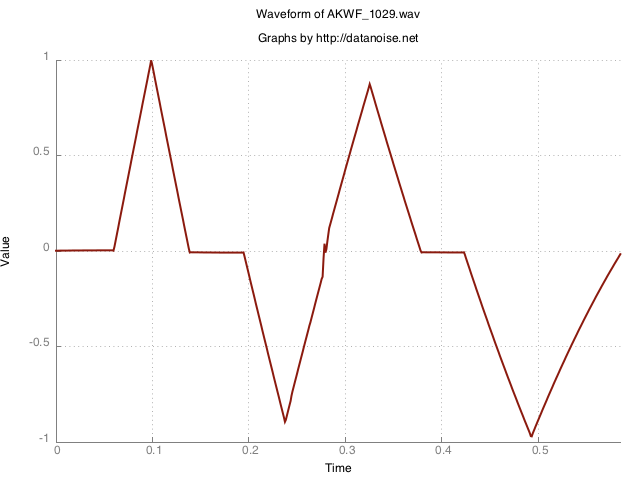 Waveform of AKWF_1029.wav
Graphs by http://datanoise.net
1
0.5
0
-0.5
-1
Value
0 0.1 0.2 0.3 0.4 0.5
Time